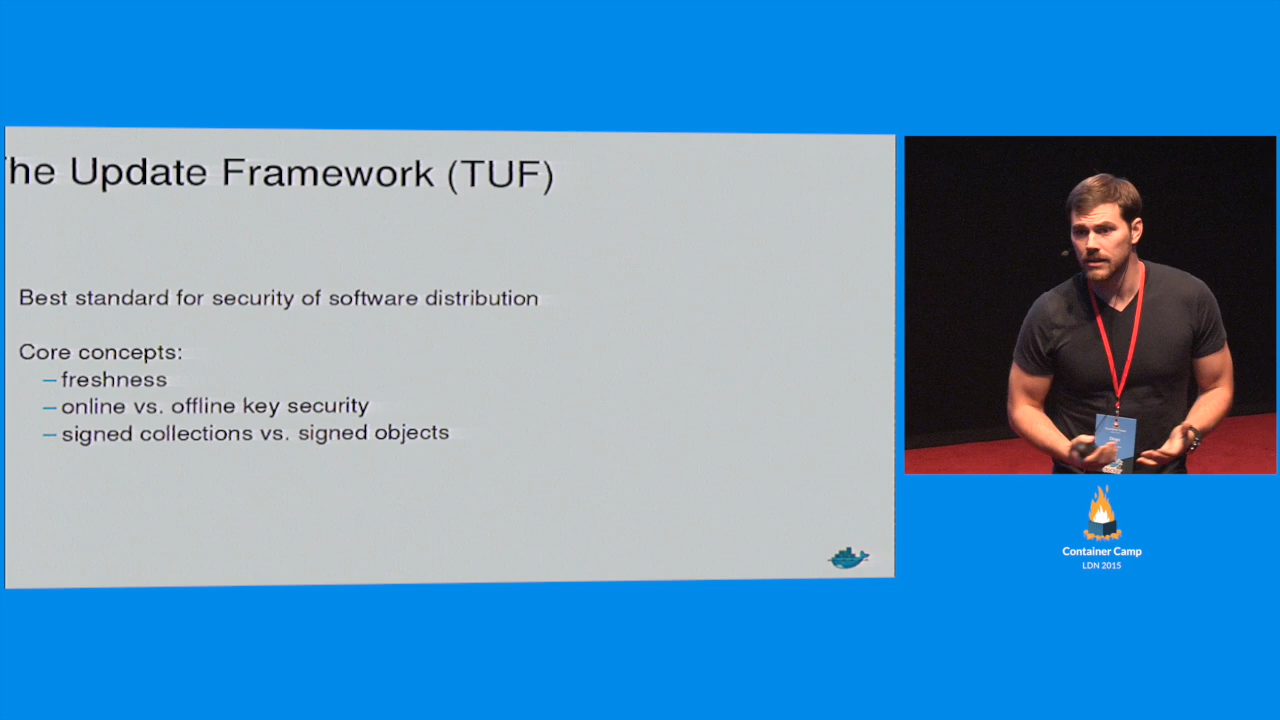 he Update Framework (TUF)
Best standard for security of software distribution
Core concepts:
– freshness
– online vs. offline key security
– signed collections vs. signed objects
Container Camp
LDN 2015